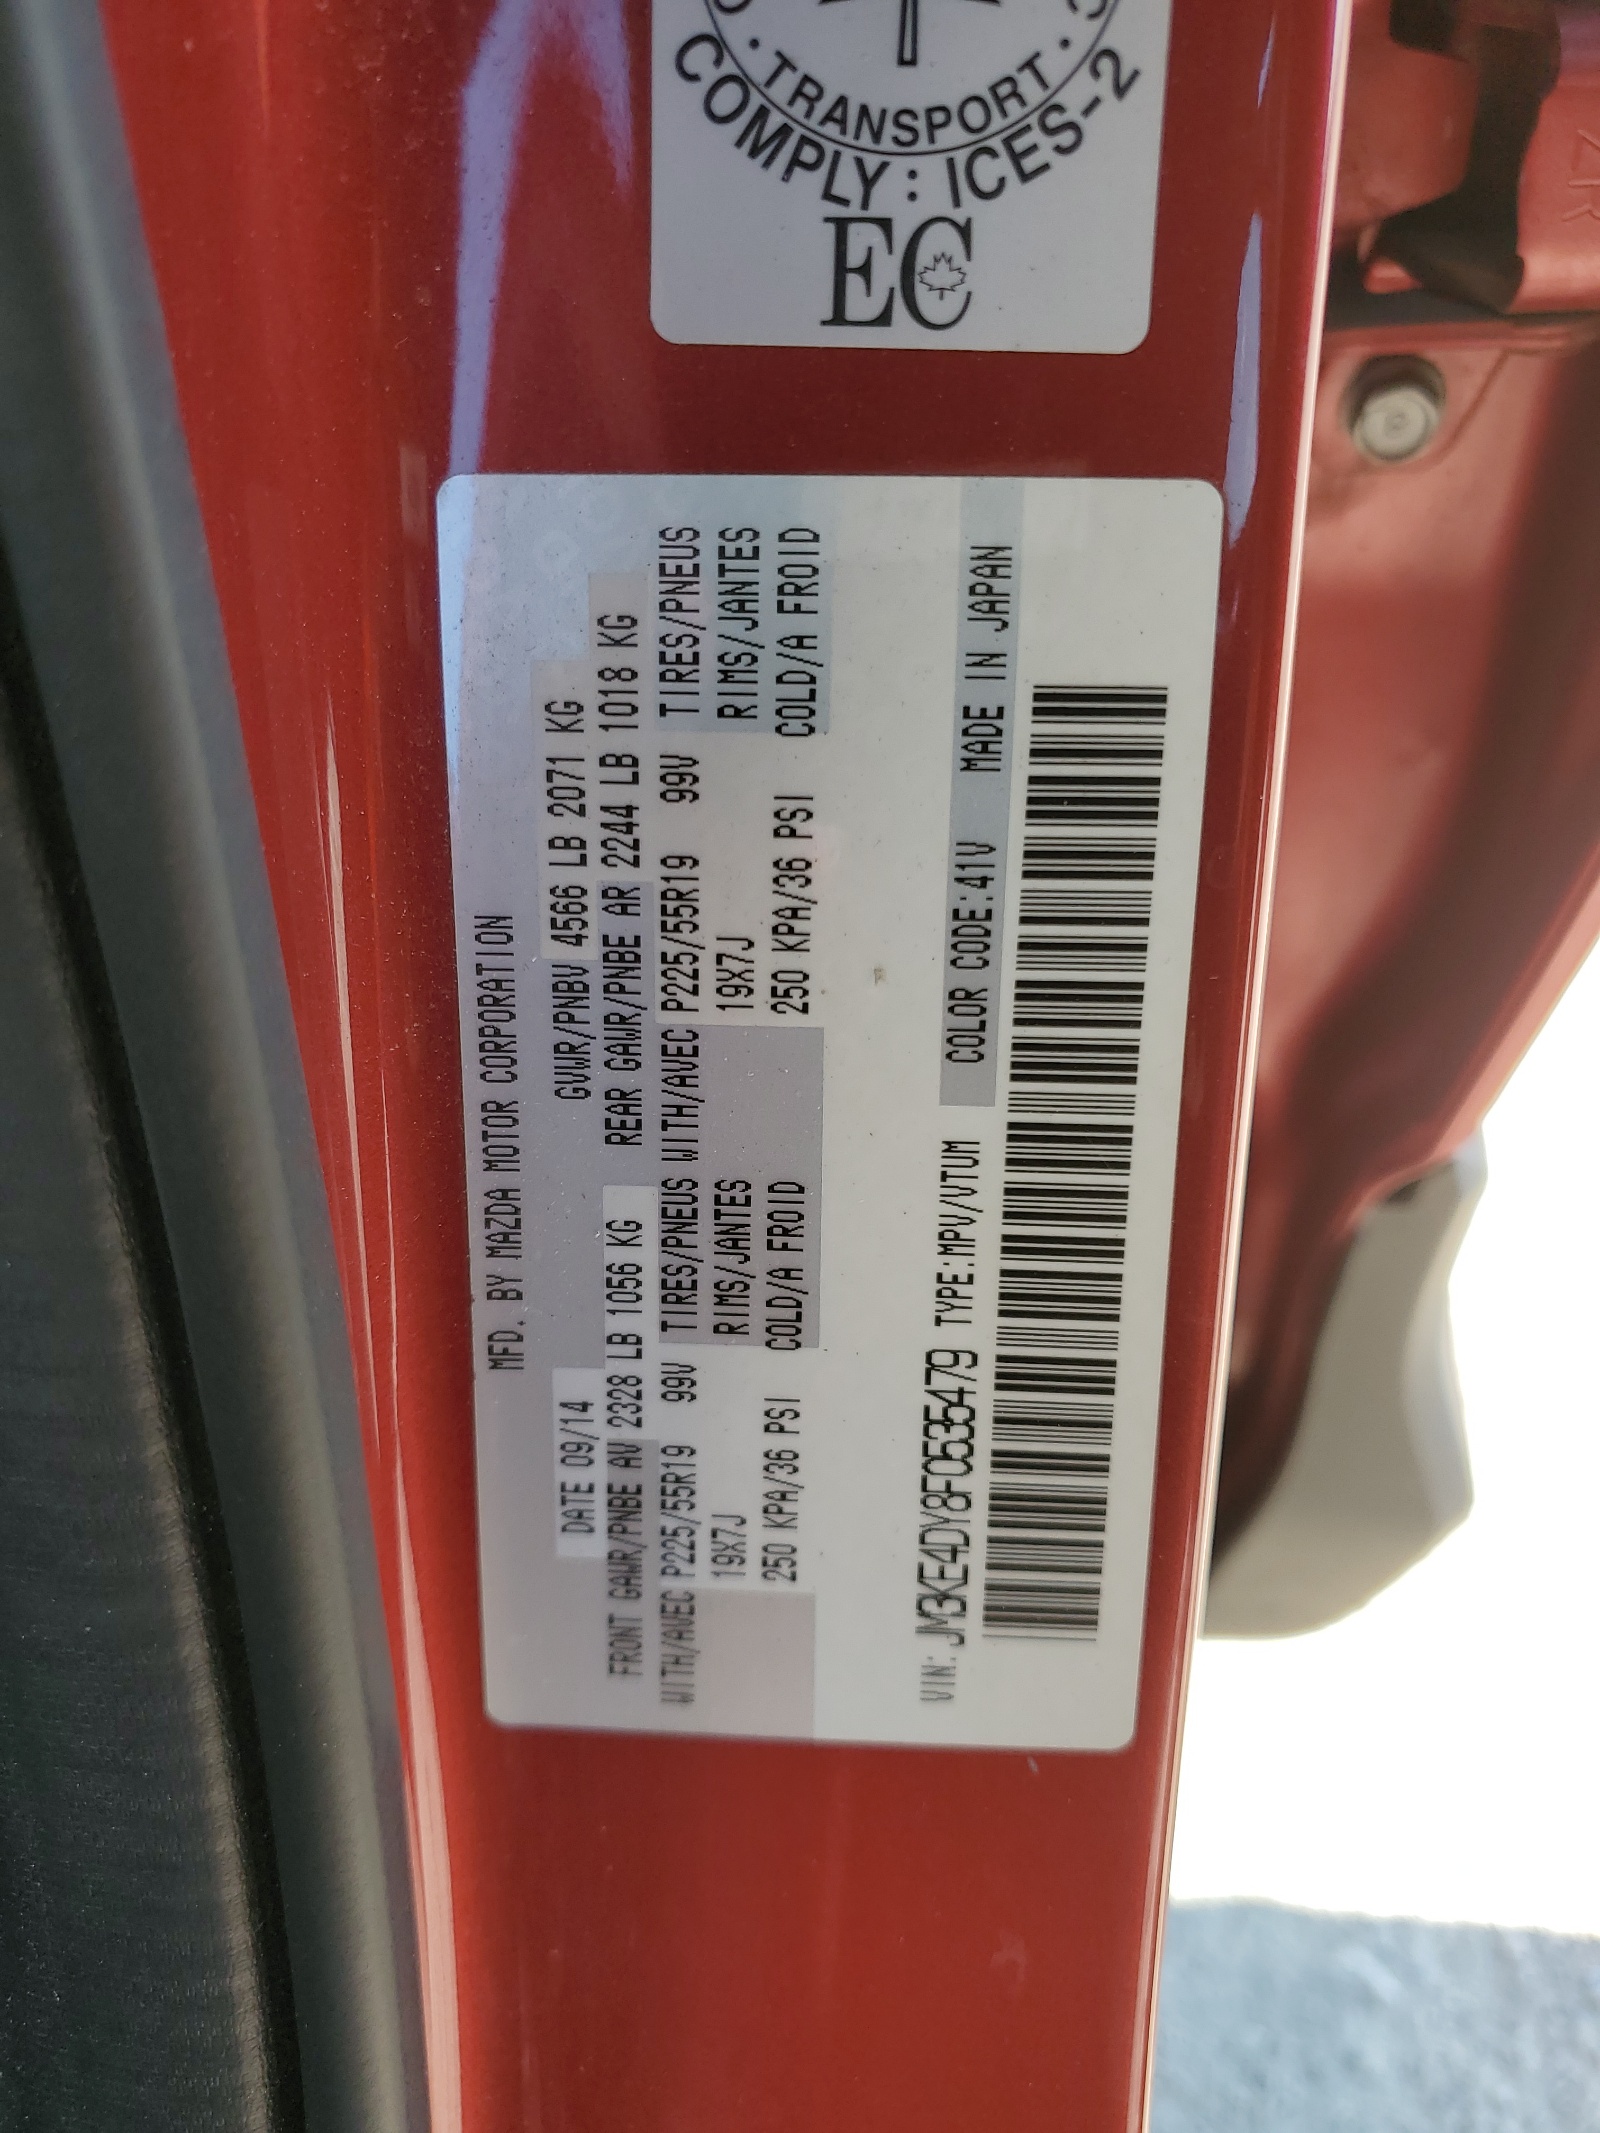 TRANSPORT
COMPLY: ICES-2
EC
MFD. BY MAZDA MOTOR CORPORATION
DATE 09/14 GVWR/PNBV 4566 LB 2071 KG
FRONT GAWR/PNBE AV 2328 LB 1056 KG REAR GAWR/PNBE AR 2244 LB 1018 KG
WITH/AVEC P225/55R19 99V TIRES/PNEUS WITH/AVEC P225/55R19 99V TIRES/PNEUS
19X7J RIMS/JANTES 19X7J RIMS/JANTES
250 KPA/36 PSI COLD/A FROID 250 KPA/36 PSI COLD/A FROID
VIN: JM3KE4DY8F0535479 TYPE:MPV/VTUM COLOR CODE:41V MADE IN JAPAN